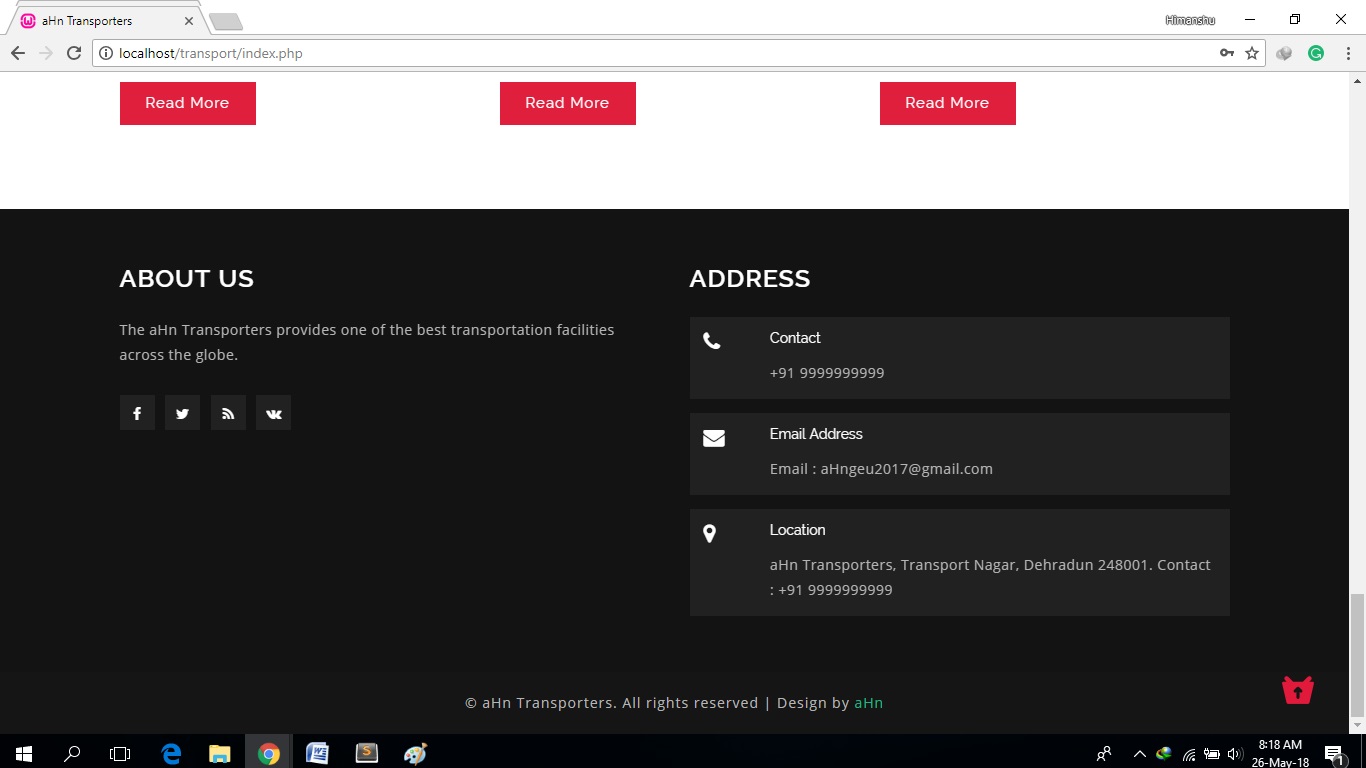 aHn Transporters
Himanshu
localhost/transport/index.php
Read More
Read More
Read More
ABOUT US
The aHn Transporters provides one of the best transportation facilities
across the globe.
ADDRESS
Contact
+91 9999999999
Email Address
Email : aHngeu2017@gmail.com
Location
aHn Transporters, Transport Nagar, Dehradun 248001. Contact
: +91 9999999999
© aHn Transporters. All rights reserved | Design by aHn
8:18 AM
26-May-18
1